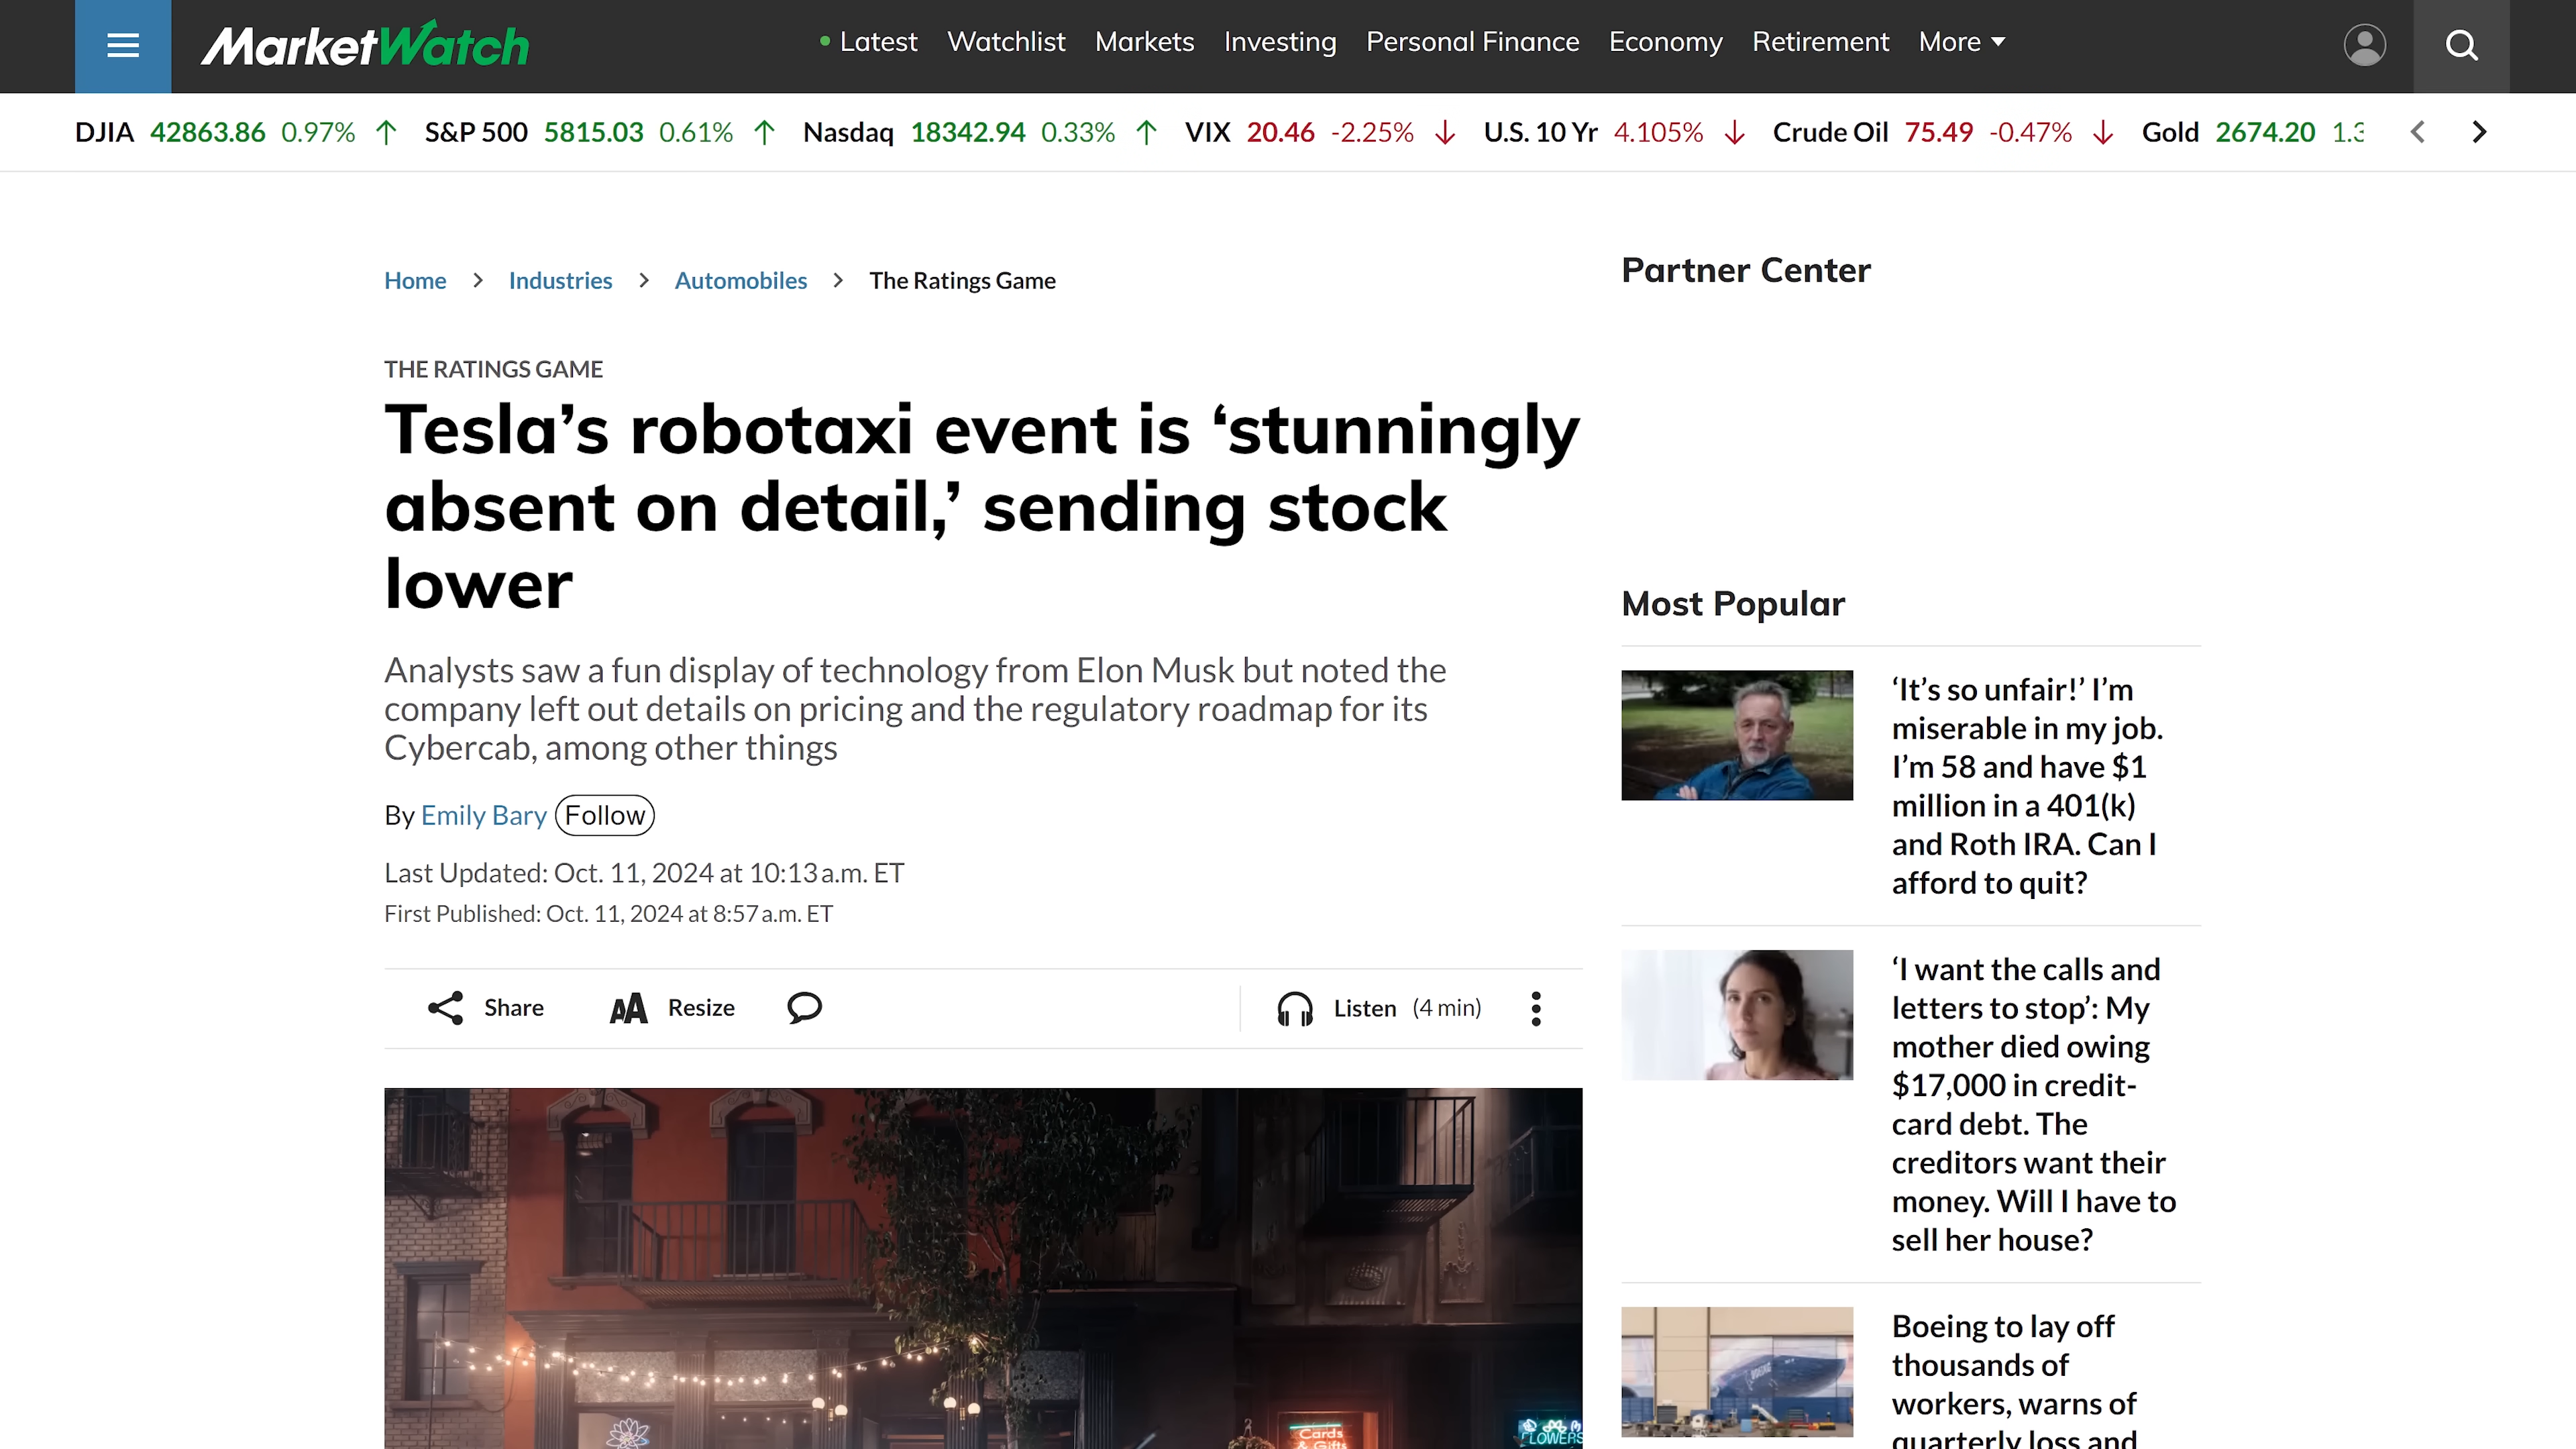 MarketWatch
Latest Watchlist Markets Investing Personal Finance Economy Retirement More
DJIA 42863.86 0.97% S&P 500 5815.03 0.61% Nasdaq 18342.94 0.33% VIX 20.46 -2.25% U.S. 10 Yr 4.105% Crude Oil 75.49 -0.47% Gold 2674.20
Home > Industries > Automobiles > The Ratings Game
THE RATINGS GAME
Tesla’s robotaxi event is ‘stunningly
absent on detail,’ sending stock
lower
Analysts saw a fun display of technology from Elon Musk but noted the
company left out details on pricing and the regulatory roadmap for its
Cybercab, among other things
By Emily Bary Follow
Last Updated: Oct. 11, 2024 at 10:13 a.m. ET
First Published: Oct. 11, 2024 at 8:57 a.m. ET
Share AA Resize
Listen (4 min)
Cards
& Gifts
FLOWERS
Partner Center
Most Popular
‘It’s so unfair!’ I’m
miserable in my job.
I’m 58 and have $1
million in a 401(k)
and Roth IRA. Can I
afford to quit?
‘I want the calls and
letters to stop’: My
mother died owing
$17,000 in credit-
card debt. The
creditors want their
money. Will I have to
sell her house?
Boeing to lay off
thousands of
workers, warns of
quarterly loss and